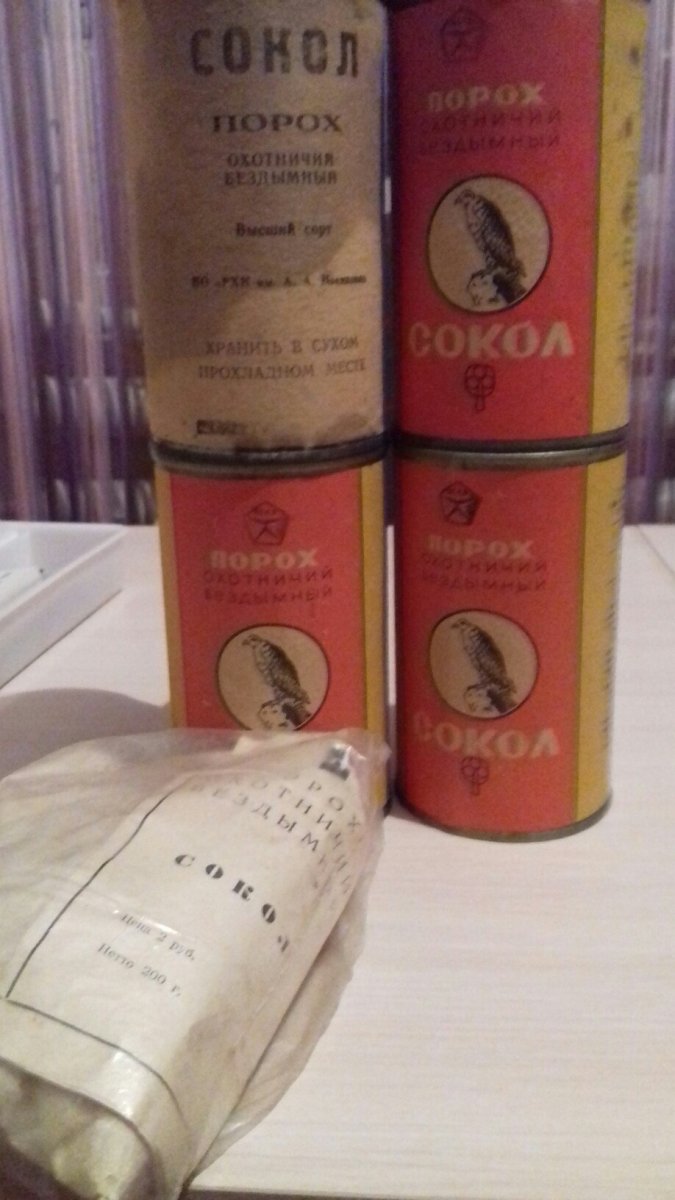 СОКОЛ
ПОРОХ
ОХОТНИЧИЙ
БЕЗДЫМНЫЙ
Высший сорт
им. А. А.
ХРАНИТЬ В СУХОМ
ПРОХЛАДНОМ МЕСТЕ
ПОРОХ
ОХОТНИЧИЙ
БЕЗДЫМНЫЙ
СОКОЛ
ПОРОХ
ОХОТНИЧИЙ
БЕЗДЫМНЫЙ
ПОРОХ
ОХОТНИЧИЙ
БЕЗДЫМНЫЙ
СОКОЛ
ПОРОХ
ОХОТНИЧИЙ
БЕЗДЫМНЫЙ
СОКОЛ
Цена 2 руб.
Нетто 200 г.